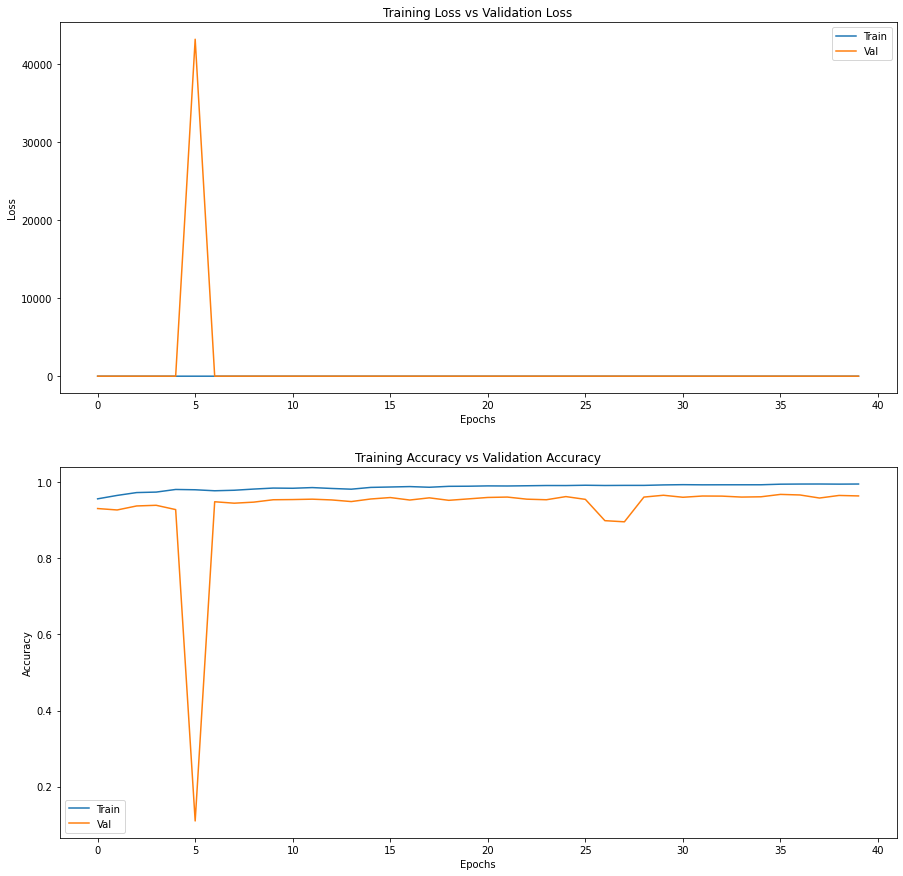 Training Loss vs Validation Loss
Train
Val
40000
30000
20000
10000
0
Loss
0 5 10 15 20 25 30 35 40
Epochs
Training Accuracy vs Validation Accuracy
1.0
0.8
0.6
0.4
0.2
Accuracy
Train
Val
0 5 10 15 20 25 30 35 40
Epochs